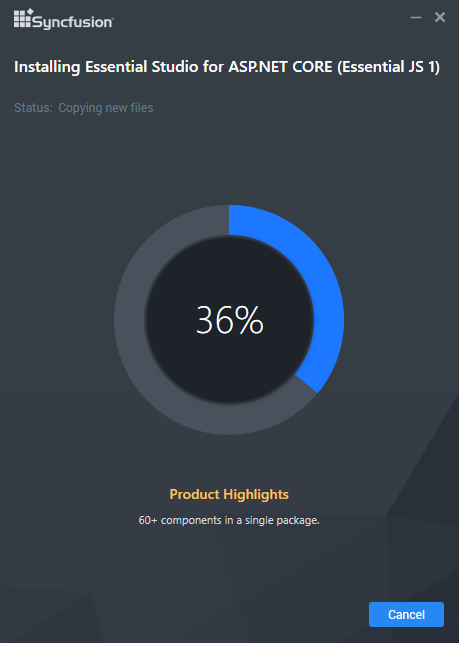 Syncfusion
Installing Essential Studio for ASP.NET CORE (Essential JS 1)
Status: Copying new files
36%
Product Highlights
60+ components in a single package.
Cancel